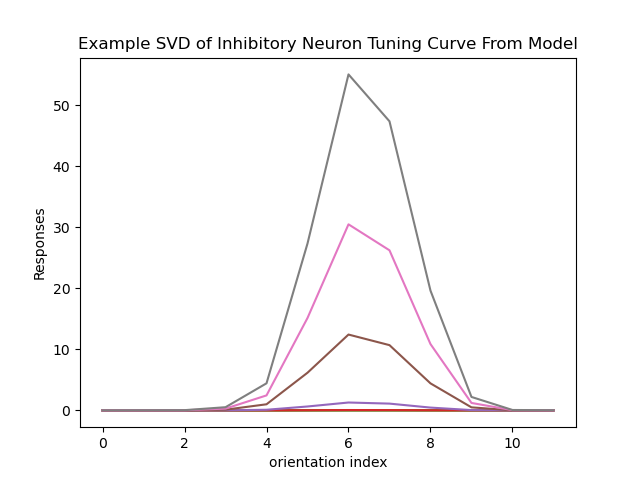 Example SVD of Inhibitory Neuron Tuning Curve From Model
Responses
50
40
30
20
10
0
0 2 4 6 8 10
orientation index